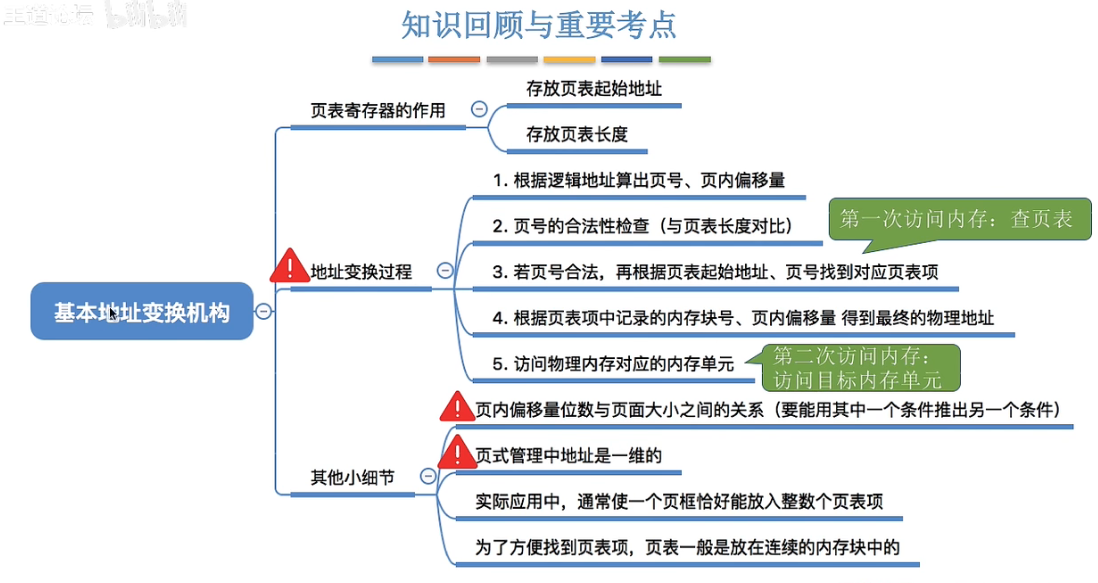 王道论坛 bilibili
知识回顾与重要考点
存放页表起始地址
页表寄存器的作用
存放页表长度
1. 根据逻辑地址算出页号、页内偏移量
第一次访问内存：查页表
2. 页号的合法性检查（与页表长度对比）
地址变换过程
3. 若页号合法，再根据页表起始地址、页号找到对应页表项
基本地址变换机构
4. 根据页表项中记录的内存块号、页内偏移量 得到最终的物理地址
5. 访问物理内存对应的内存单元
第二次访问内存：
访问目标内存单元
页内偏移量位数与页面大小之间的关系（要能用其中一个条件推出另一个条件）
页式管理中地址是一维的
其他小细节
实际应用中，通常使一个页框恰好能放入整数个页表项
为了方便找到页表项，页表一般是放在连续的内存块中的